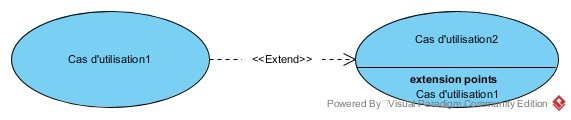 Cas d'utilisation1
<<Extend>>
Cas d'utilisation2
extension points
Cas d'utilisation1
Powered By Visual Paradigm Community Edition